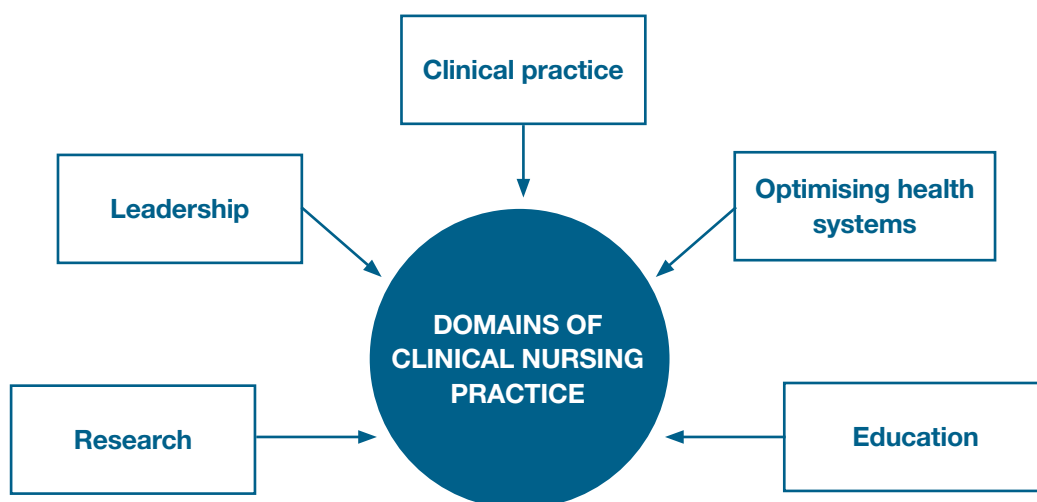 Clinical practice
Leadership
Optimising health
systems
DOMAINS OF
CLINICAL NURSING
PRACTICE
Research
Education